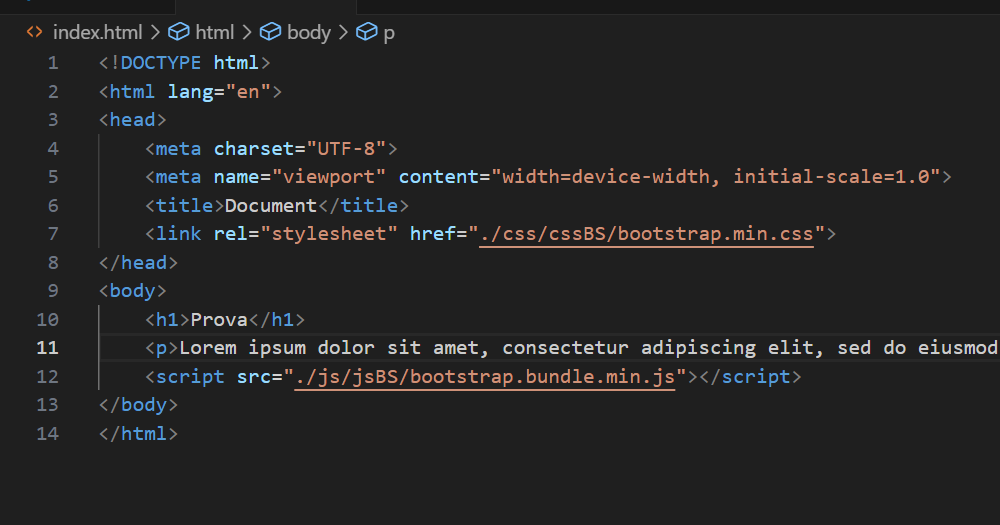 index.html > html > body > p
1 <!DOCTYPE html>
2 <html lang="en">
3 <head>
4 <meta charset="UTF-8">
5 <meta name="viewport" content="width=device-width, initial-scale=1.0">
6 <title>Document</title>
7 <link rel="stylesheet" href="./css/cssBS/bootstrap.min.css">
8 </head>
9 <body>
10 <h1>Prova</h1>
11 <p>Lorem ipsum dolor sit amet, consectetur adipiscing elit, sed do eiusmod
12 <script src="./js/jsBS/bootstrap.bundle.min.js"></script>
13 </body>
14 </html>